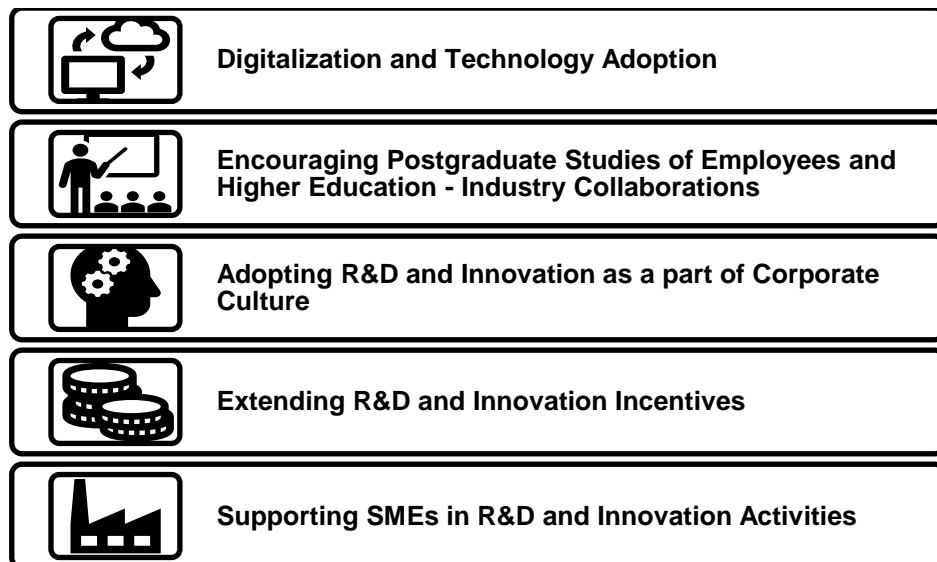 Digitalization and Technology Adoption
Encouraging Postgraduate Studies of Employees and
Higher Education - Industry Collaborations
Adopting R&D and Innovation as a part of Corporate
Culture
Extending R&D and Innovation Incentives
Supporting SMEs in R&D and Innovation Activities